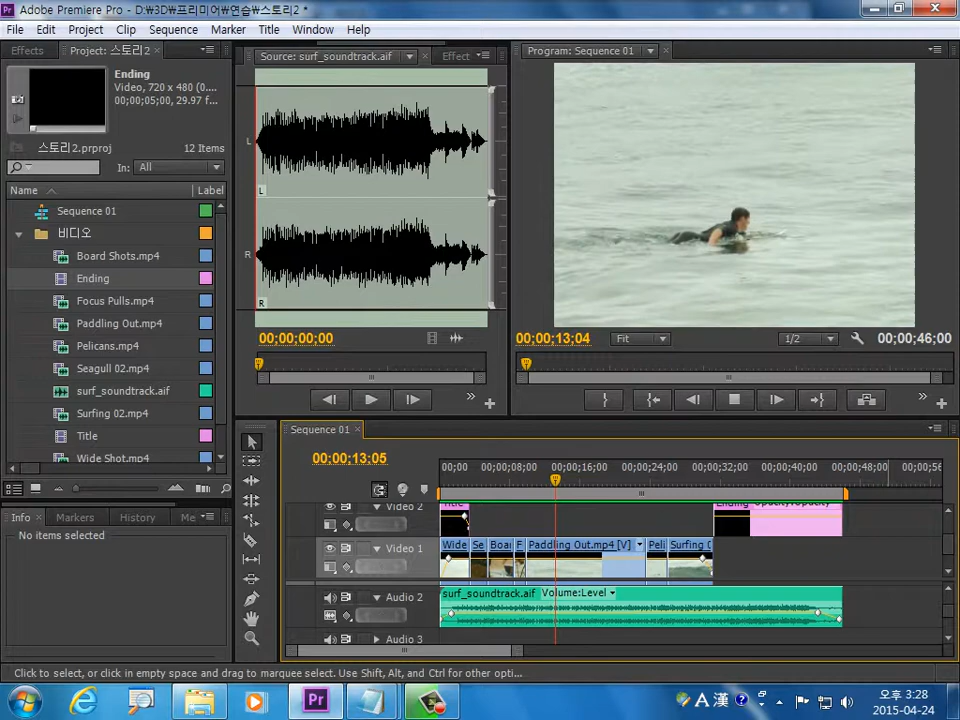 Adobe Premiere Pro - D:\3D\프리미어\연습\스토리2 *
File Edit Project Clip Sequence Marker Title Window Help
Effects Project: 스토리2
Ending
Video, 720 x 480 (0....
00;00;05;00, 29.97 f...
스토리2.prproj 12 Items
In: All
Name Label
Sequence 01
비디오
Board Shots.mp4
Ending
Focus Pulls.mp4
Paddling Out.mp4
Pelicans.mp4
Seagull 02.mp4
surf_soundtrack.aif
Surfing 02.mp4
Title
Wide Shot.mp4
Source: surf_soundtrack.aif Effect
L
L
R
R
00;00;00;00
Program: Sequence 01
00;00;13;04 Fit 1/2 00;00;46;00
Info Markers History Me
No items selected
Sequence 01
00;00;13;05
00;00 00;00;08;00 00;00;16;00 00;00;24;00 00;00;32;00 00;00;40;00 00;00;48;00 00;00;56
Video 2 Title Ending Opacity:Opacity
Video 1 Wide Se Boar F Paddling Out.mp4 [V] Peli Surfing
Audio 2 surf_soundtrack.aif Volume:Level
Audio 3
Click to select, or click in empty space and drag to marquee select. Use Shift, Alt, and Ctrl for other opti...
Pr A 漢 오후 3:28
2015-04-24